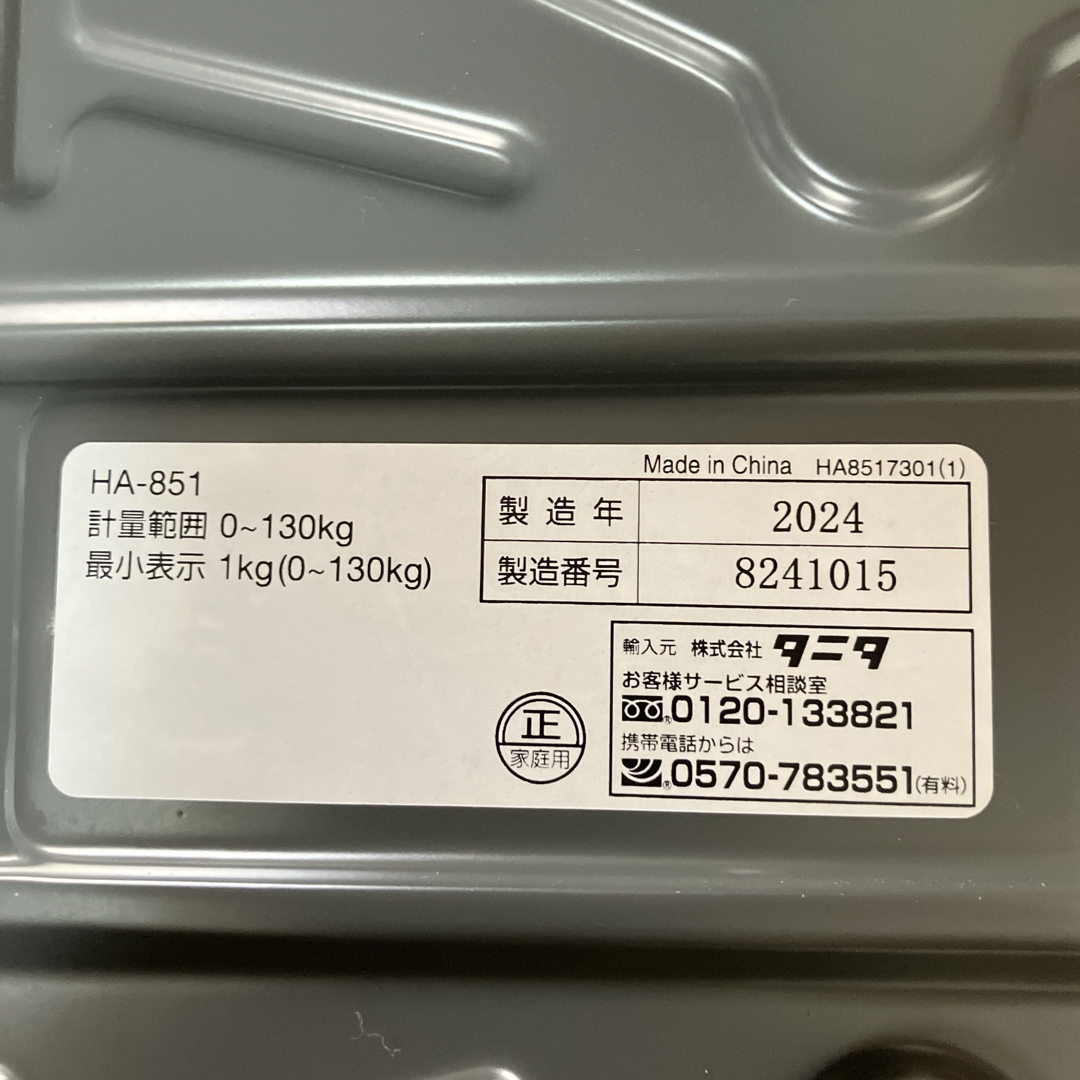 HA-851
計量範囲 0~130kg
最小表示 1kg(0~130kg)
Made in China HA8517301(1)
製造年 2024
製造番号 8241015
正
家庭用
輸入元 株式会社 タニタ
お客様サービス相談室
®0120-133821
携帯電話からは
®0570-783551(有料)